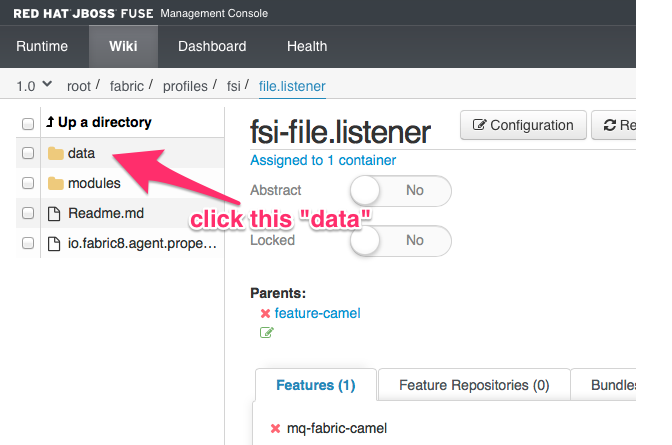 RED HAT® JBOSS® FUSE Management Console
Runtime Wiki Dashboard Health
1.0 root / fabric / profiles / fsi / file.listener
Up a directory
data
modules
Readme.md
io.fabric8.agent.prope...
fsi-file.listener
Configuration
Re
Assigned to 1 container
Abstract No
click this "data"
Locked No
Parents:
feature-camel
Features (1) Feature Repositories (0) Bundles
mq-fabric-camel